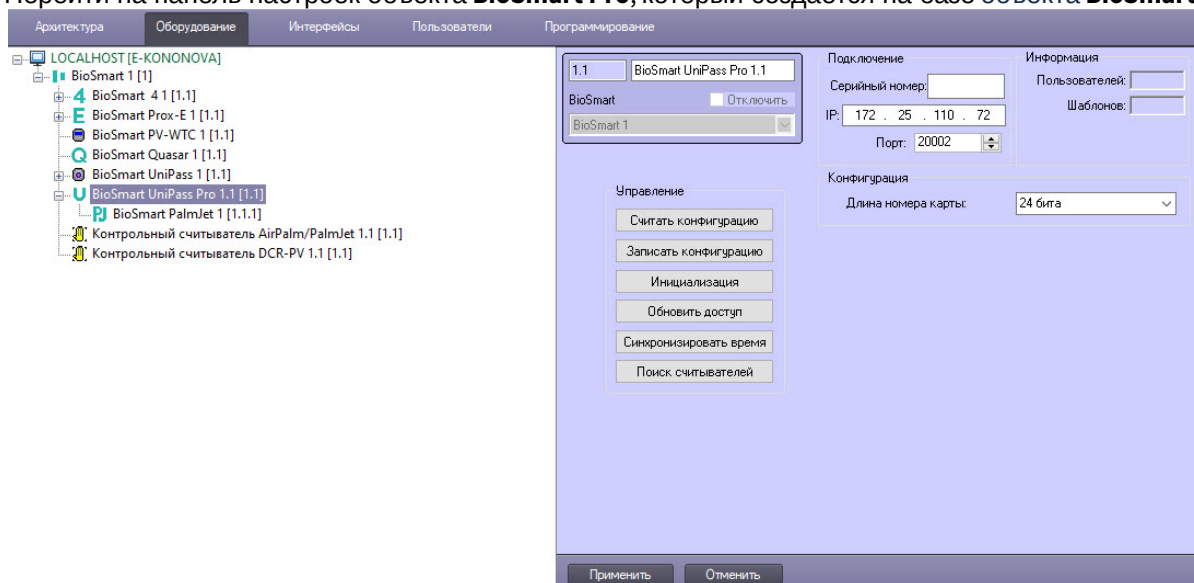 Перейти на панель настроек объекта BioSmart Pro, который создается на базе объекта BioSmart
Архитектура Оборудование Интерфейсы Пользователи Программирование
LOCALHOST [E-KONONOVA]
BioSmart 1 [1]
BioSmart 4 1 [1.1]
BioSmart Prox-E 1 [1.1]
BioSmart PV-WTC 1 [1.1]
BioSmart Quasar 1 [1.1]
BioSmart UniPass 1 [1.1]
BioSmart UniPass Pro 1.1 [1.1]
BioSmart PalmJet 1 [1.1.1]
Контрольный считыватель AirPalm/PalmJet 1.1 [1.1]
Контрольный считыватель DCR-PV 1.1 [1.1]
1.1 BioSmart UniPass Pro 1.1
BioSmart Отключить
BioSmart 1
Подключение
Серийный номер:
IP: 172 . 25 . 110 . 72
Порт: 20002
Информация
Пользователей:
Шаблонов:
Конфигурация
Длина номера карты: 24 бита
Управление
Считать конфигурацию
Записать конфигурацию
Инициализация
Обновить доступ
Синхронизировать время
Поиск считывателей
Применить Отменить